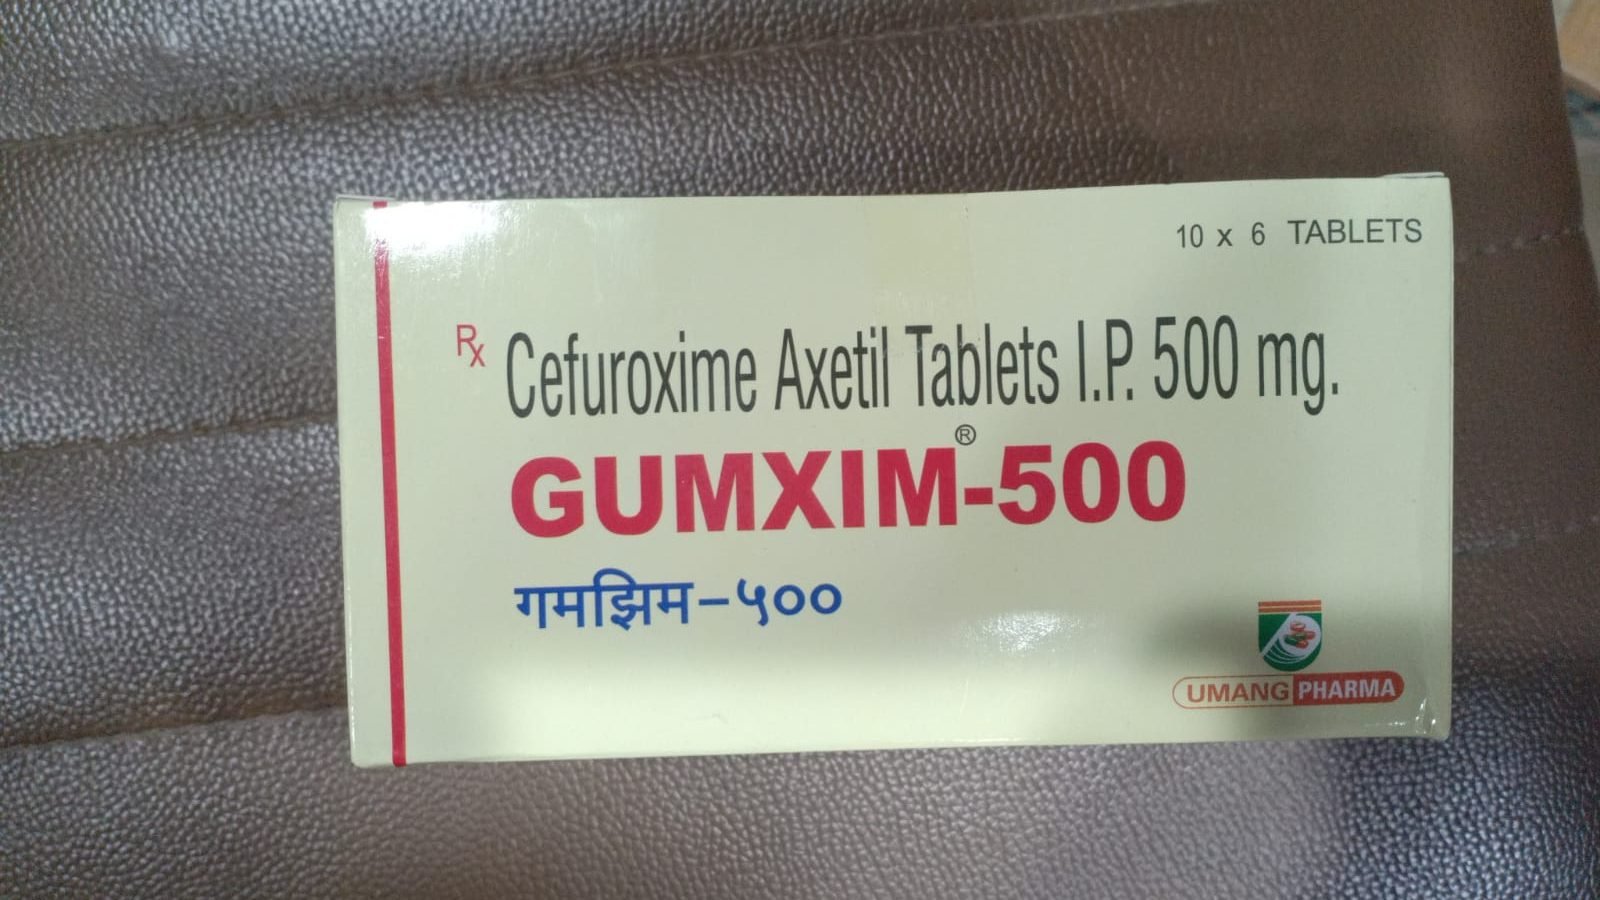 10 x 6 TABLETS
Rx Cefuroxime Axetil Tablets I.P. 500 mg.
GUMXIM®-500
गमझिम-५००
UMANG PHARMA